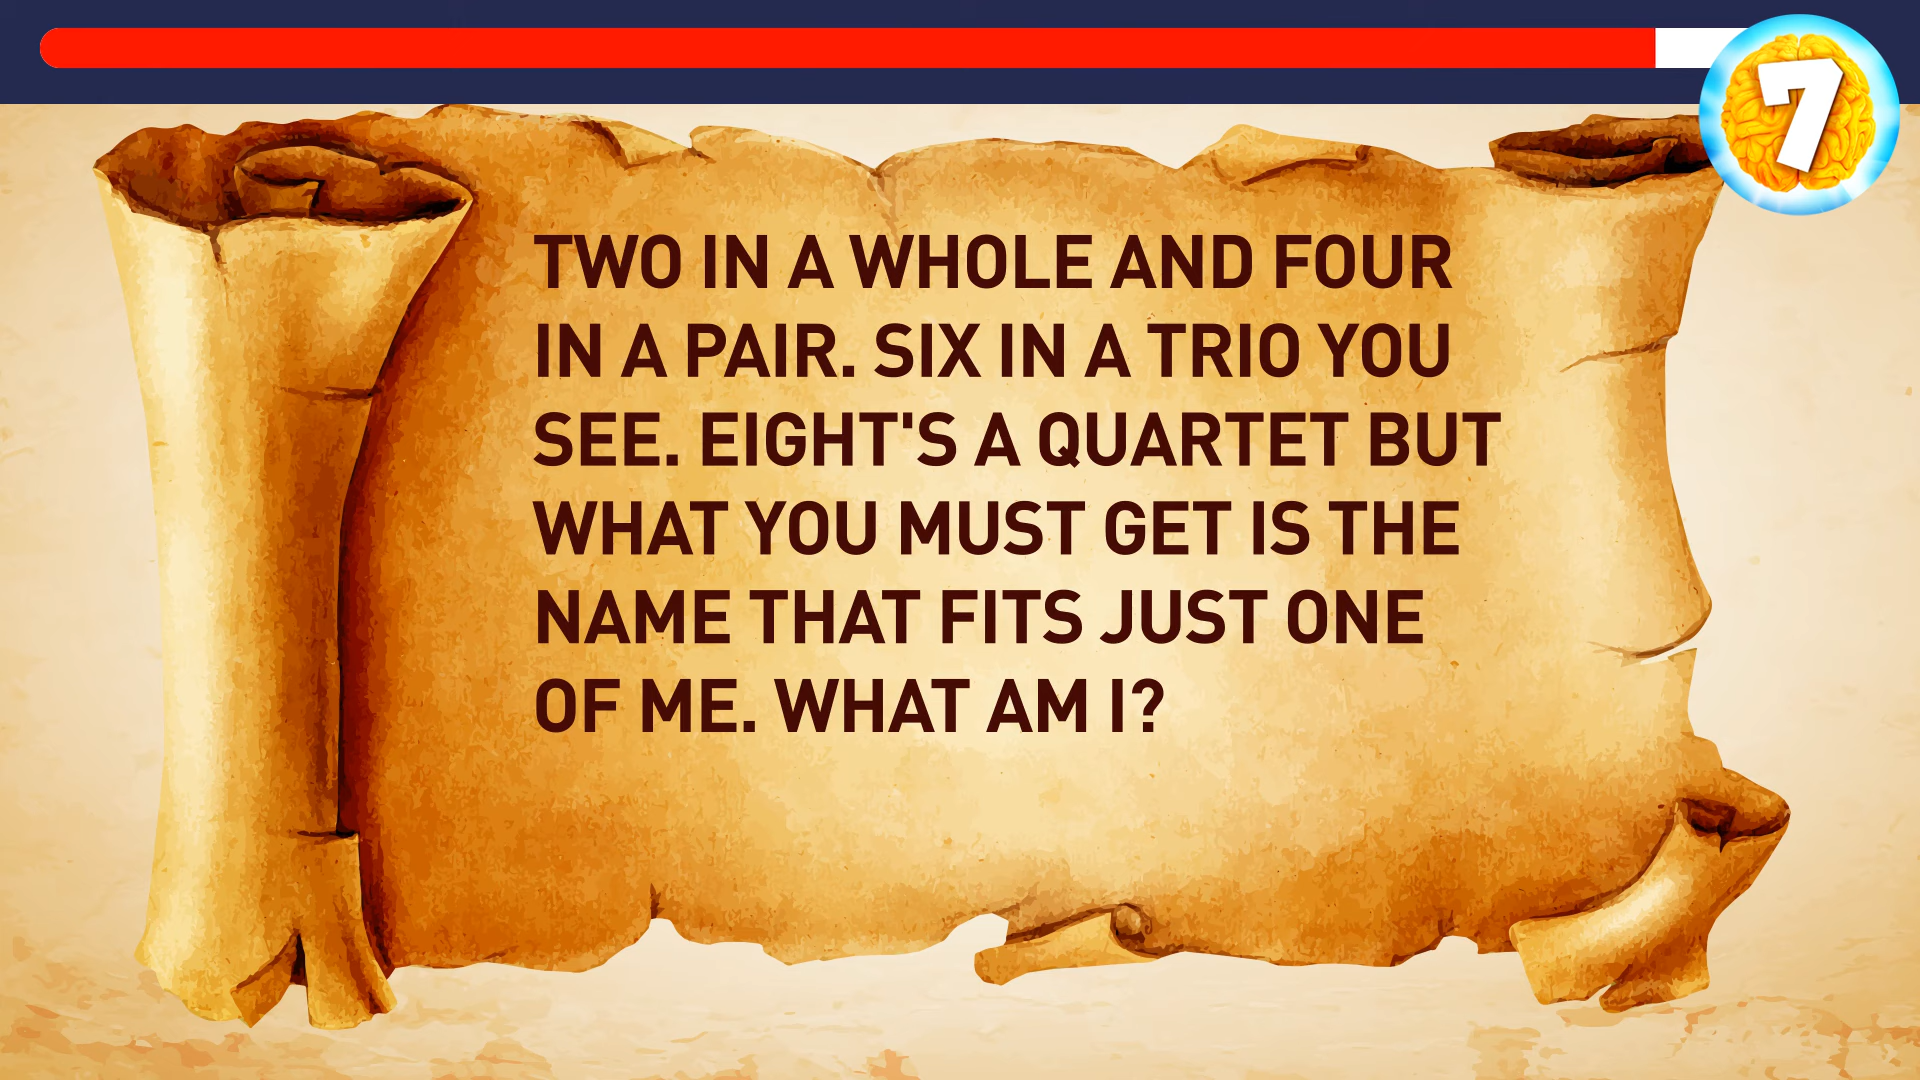 7
TWO IN A WHOLE AND FOUR
IN A PAIR. SIX IN A TRIO YOU
SEE. EIGHT'S A QUARTET BUT
WHAT YOU MUST GET IS THE
NAME THAT FITS JUST ONE
OF ME. WHAT AM I?